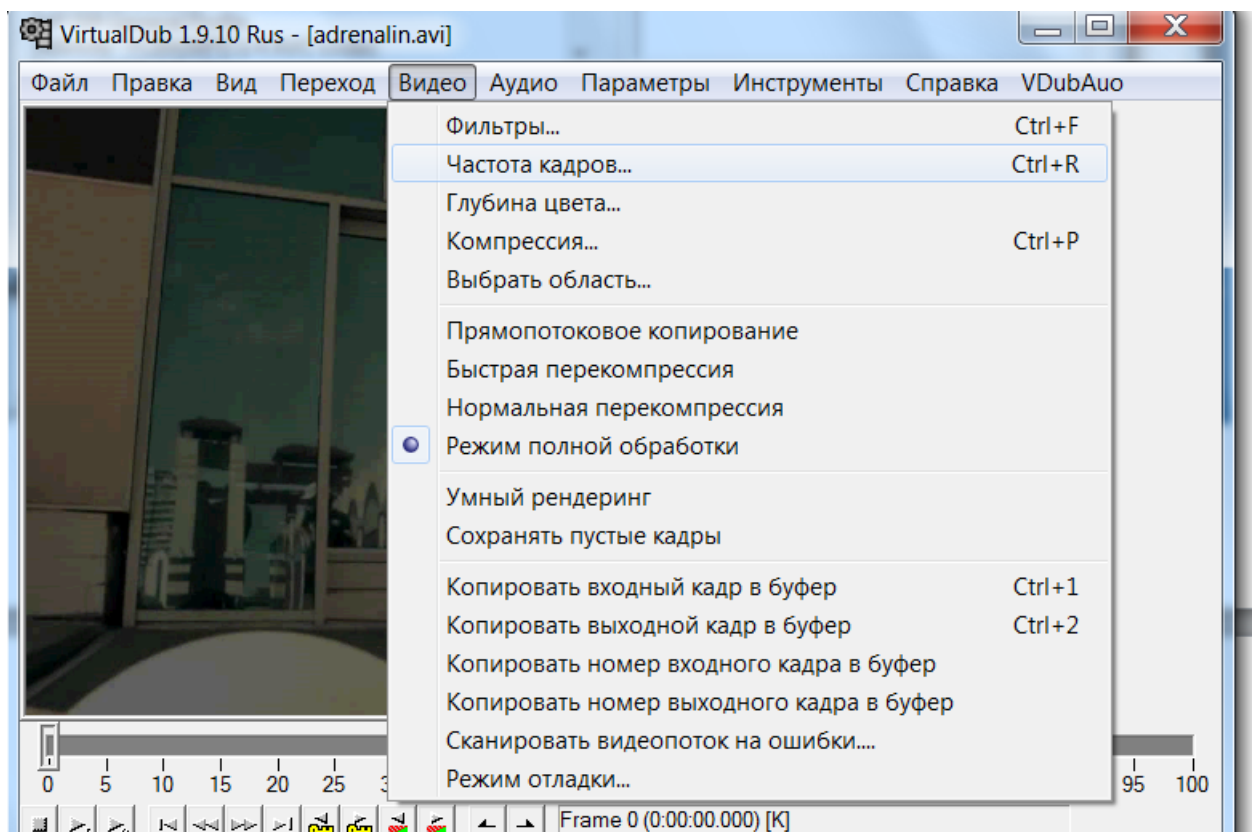 VirtualDub 1.9.10 Rus - [adrenalin.avi]
Файл Правка Вид Переход Видео Аудио Параметры Инструменты Справка VDubAuo
Фильтры... Ctrl+F
Частота кадров... Ctrl+R
Глубина цвета...
Компрессия... Ctrl+P
Выбрать область...
Прямопотоковое копирование
Быстрая перекомпрессия
Нормальная перекомпрессия
Режим полной обработки
Умный рендеринг
Сохранять пустые кадры
Копировать входный кадр в буфер Ctrl+1
Копировать выходной кадр в буфер Ctrl+2
Копировать номер входного кадра в буфер
Копировать номер выходного кадра в буфер
Сканировать видеопоток на ошибки....
Режим отладки...
0 5 10 15 20 25 95 100
Frame 0 (0:00:00.000) [K]